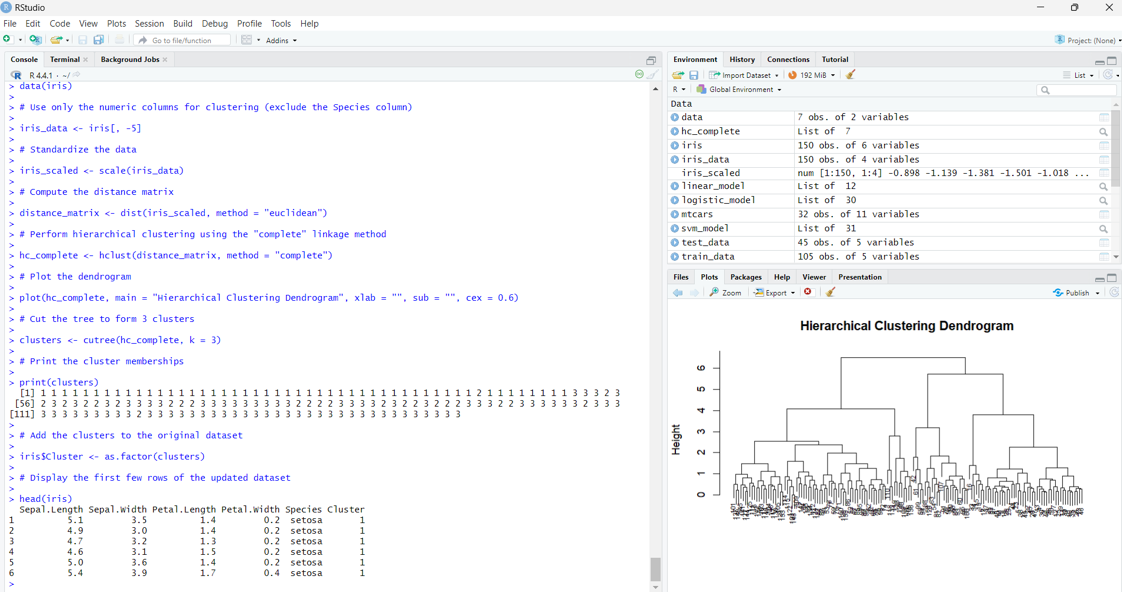 RStudio
File Edit Code View Plots Session Build Debug Profile Tools Help
Go to file/function Addins Project: (None)
Console Terminal Background Jobs
R 4.4.1 · ~/
> data(iris)
>
> # Use only the numeric columns for clustering (exclude the Species column)
>
> iris_data <- iris[, -5]
>
> # Standardize the data
>
> iris_scaled <- scale(iris_data)
>
> # Compute the distance matrix
>
> distance_matrix <- dist(iris_scaled, method = "euclidean")
>
> # Perform hierarchical clustering using the "complete" linkage method
>
> hc_complete <- hclust(distance_matrix, method = "complete")
>
> # Plot the dendrogram
>
> plot(hc_complete, main = "Hierarchical Clustering Dendrogram", xlab = "", sub = "", cex = 0.6)
>
> # Cut the tree to form 3 clusters
>
> clusters <- cutree(hc_complete, k = 3)
>
> # Print the cluster memberships
>
> print(clusters)
[1] 1 1 1 1 1 1 1 1 1 1 1 1 1 1 1 1 1 1 1 1 1 1 1 1 1 1 1 1 1 1 1 1 1 1 1 1 1 1 1 1 1 2 1 1 1 1 1 1 1 1 3 3 3 2 3
[56] 2 3 2 3 2 2 3 2 3 3 3 3 2 2 2 3 3 3 3 3 3 3 3 3 2 2 2 2 3 3 3 3 2 3 2 2 3 2 2 2 3 3 3 2 2 3 3 3 3 3 3 2 3 3 3
[111] 3 3 3 3 3 3 3 3 3 2 3 3 3 3 3 3 3 3 3 3 3 3 3 3 3 3 3 3 3 3
>
> # Add the clusters to the original dataset
>
> iris$Cluster <- as.factor(clusters)
>
> # Display the first few rows of the updated dataset
>
> head(iris)
Sepal.Length Sepal.Width Petal.Length Petal.Width Species Cluster
1 5.1 3.5 1.4 0.2 setosa 1
2 4.9 3.0 1.4 0.2 setosa 1
3 4.7 3.2 1.3 0.2 setosa 1
4 4.6 3.1 1.5 0.2 setosa 1
5 5.0 3.6 1.4 0.2 setosa 1
6 5.4 3.9 1.7 0.4 setosa 1
>
Environment History Connections Tutorial
Import Dataset 192 MiB List
R Global Environment
Data
data 7 obs. of 2 variables
hc_complete List of 7
iris 150 obs. of 6 variables
iris_data 150 obs. of 4 variables
iris_scaled num [1:150, 1:4] -0.898 -1.139 -1.381 -1.501 -1.018 ...
linear_model List of 12
logistic_model List of 30
mtcars 32 obs. of 11 variables
svm_model List of 31
test_data 45 obs. of 5 variables
train_data 105 obs. of 5 variables
Files Plots Packages Help Viewer Presentation
Zoom Export Publish
Hierarchical Clustering Dendrogram
Height
6
5
4
3
2
1
0